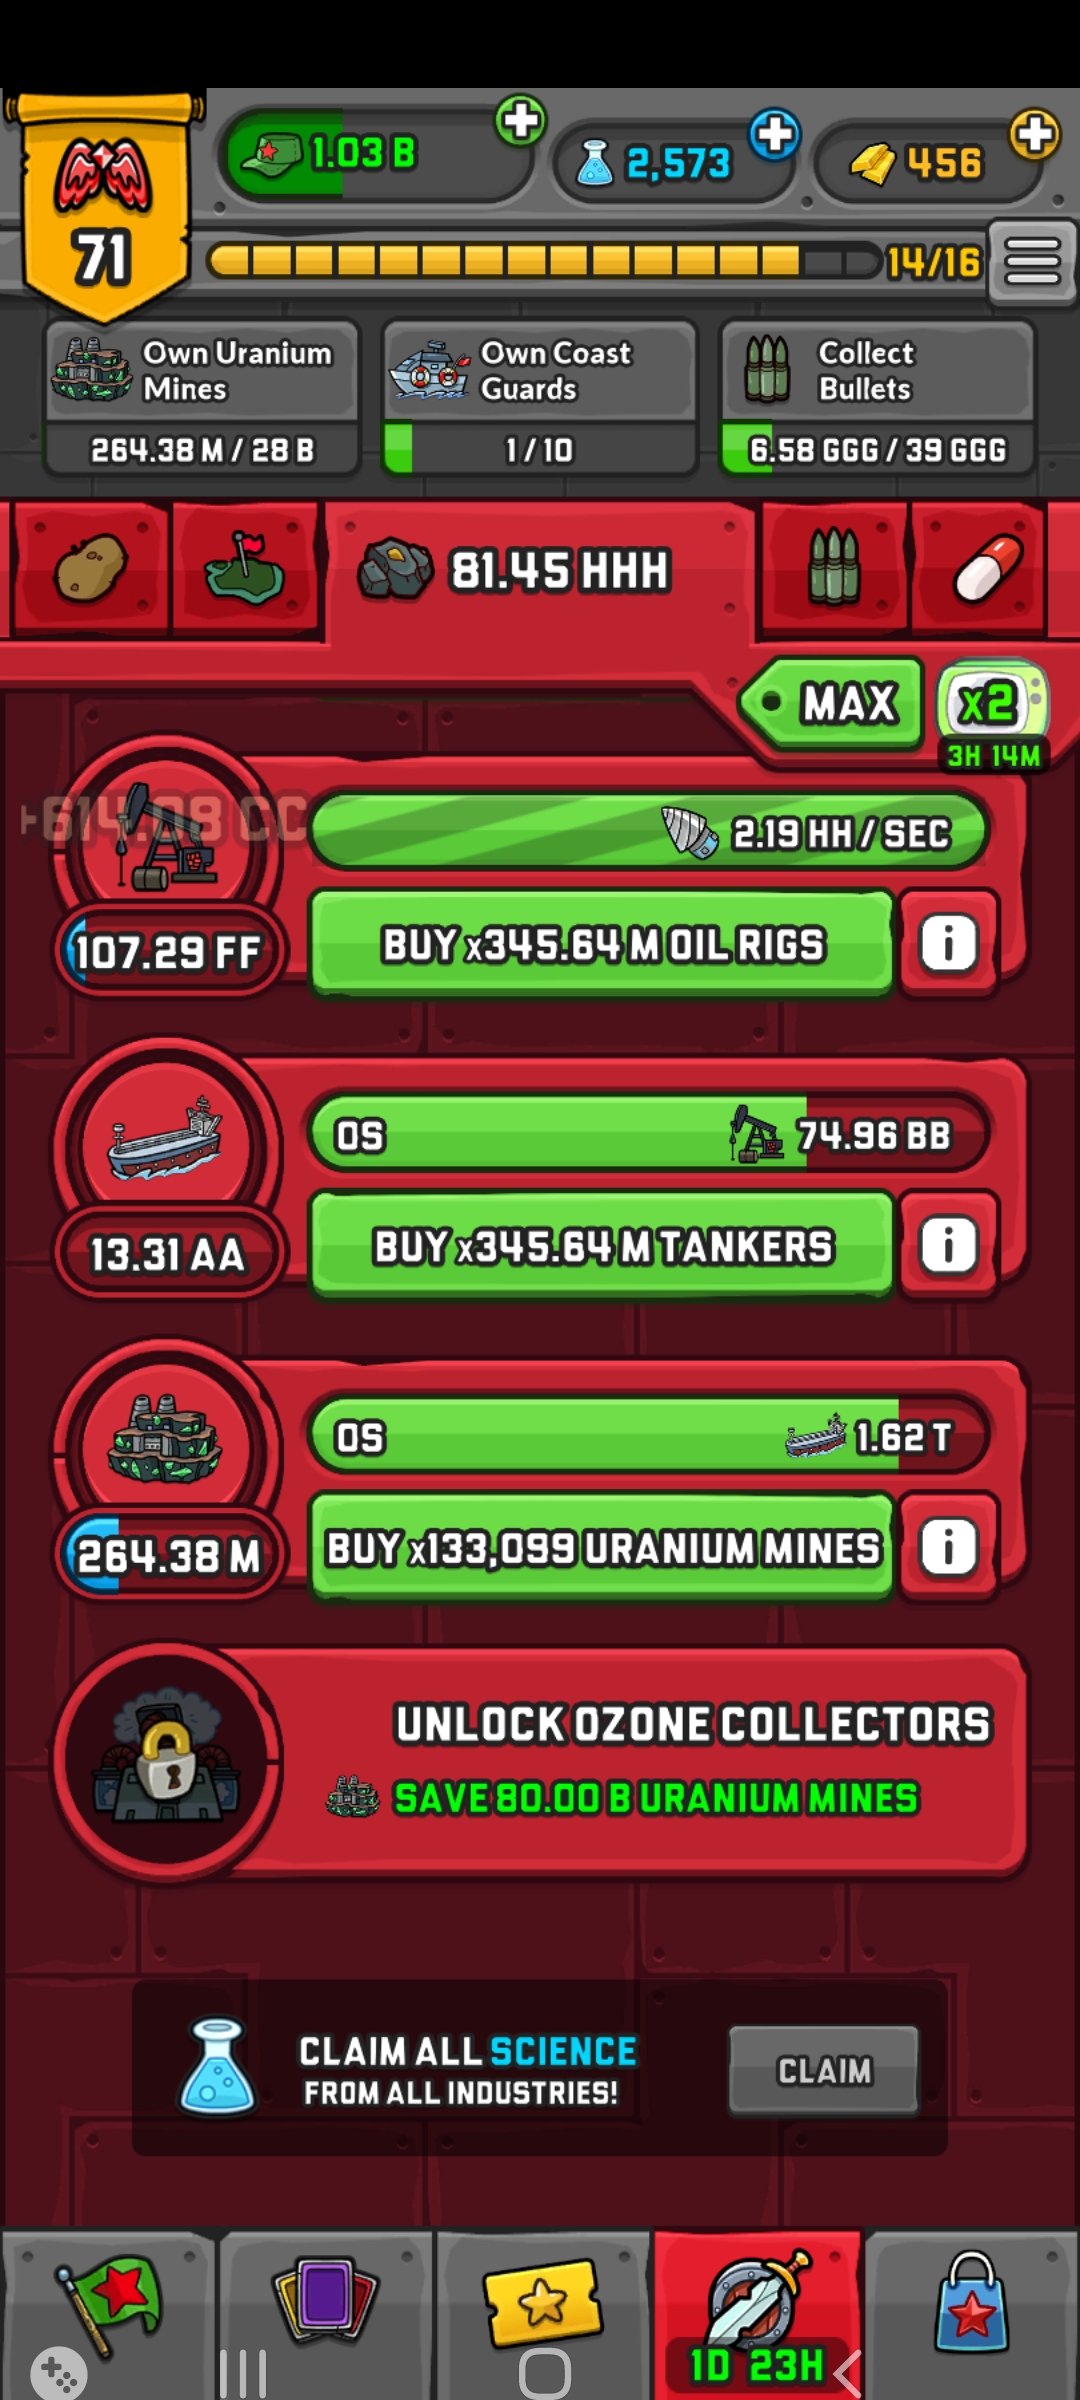 71
1.03 B
2,573
456
14/16
Own Uranium
Mines
264.38 M / 28 B
Own Coast
Guards
1/10
Collect
Bullets
6.58 GGG / 39 GGG
81.45 HHH
MAX
x2
3H 14M
+614.08 CC
2.19 HH / SEC
107.29 FF
BUY x345.64 M OIL RIGS
i
0S
74.96 BB
13.31 AA
BUY x345.64 M TANKERS
i
0S
1.62 T
264.38 M
BUY x133,099 URANIUM MINES
i
UNLOCK OZONE COLLECTORS
SAVE 80.00 B URANIUM MINES
CLAIM ALL SCIENCE
FROM ALL INDUSTRIES!
CLAIM
1D 23H